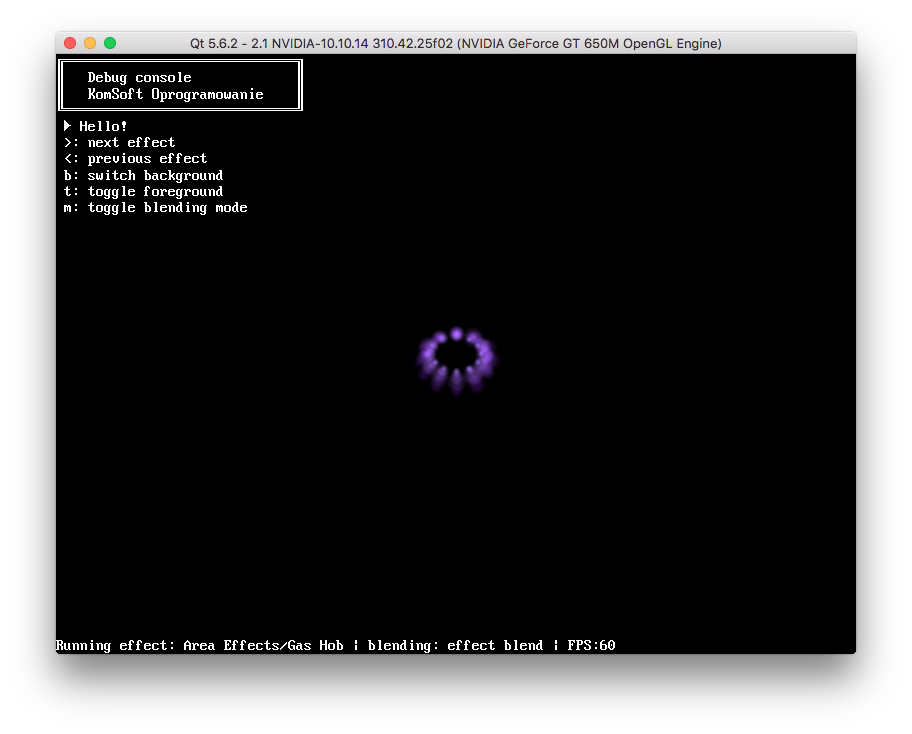 Qt 5.6.2 - 2.1 NVIDIA-10.10.14 310.42.25f02 (NVIDIA GeForce GT 650M OpenGL Engine)
Debug console
KomSoft Oprogramowanie
Hello!
>: next effect
<: previous effect
b: switch background
t: toggle foreground
m: toggle blending mode
Running effect: Area Effects/Gas Hob ¦ blending: effect blend ¦ FPS:60